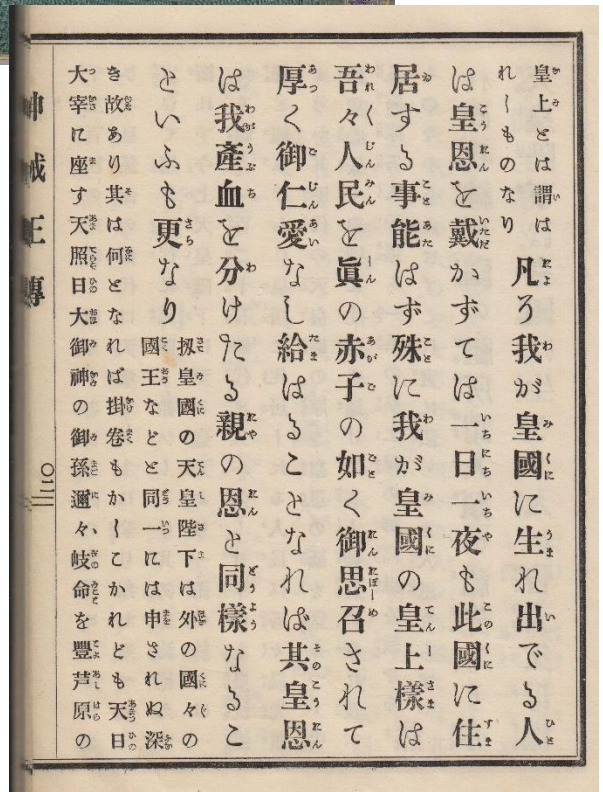 皇上とは謂は
れしものなり
凡ろ我が皇國に生れ出でる人
は皇恩を戴かずては一日一夜も此國に住
居する事能はず殊に我が皇國の皇上樣は
吾々人民を眞の赤子の如く御思召されて
厚く御仁愛なし給はることなれば其皇恩
は我產血を分けたる親の恩と同樣なるこ
といふも更なり
扨皇國の天皇陛下は外の國々の
國王などと同一には申されぬ深
き故あり其は何となれば掛卷もかしこかれども天日
大宰に座す天照日大御神の御孫邇々岐命を豐芦原の
〇二二